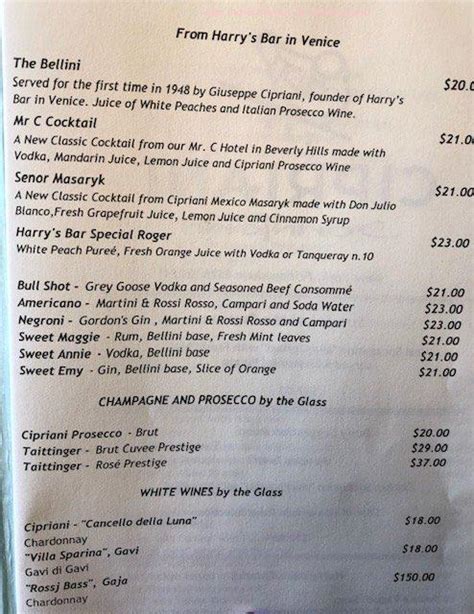 From Harry's Bar in Venice
The Bellini
Served for the first time in 1948 by Giuseppe Cipriani, founder of Harry's $20.0
Bar in Venice. Juice of White Peaches and Italian Prosecco Wine.
Mr C Cocktail $21.0
A New Classic Cocktail from our Mr. C Hotel in Beverly Hills made with
Vodka, Mandarin Juice, Lemon Juice and Cipriani Prosecco Wine
Senor Masaryk $21.00
A New Classic Cocktail from Cipriani Mexico Masaryk made with Don Julio
Blanco,Fresh Grapefruit Juice, Lemon Juice and Cinnamon Syrup
Harry's Bar Special Roger $23.00
White Peach Pureé, Fresh Orange Juice with Vodka or Tanqueray n.10
Bull Shot - Grey Goose Vodka and Seasoned Beef Consommé $21.00
Americano - Martini & Rossi Rosso, Campari and Soda Water $23.00
Negroni - Gordon's Gin , Martini & Rossi Rosso and Campari $23.00
Sweet Maggie - Rum, Bellini base, Fresh Mint leaves $21.00
Sweet Annie - Vodka, Bellini base $21.00
Sweet Emy - Gin, Bellini base, Slice of Orange $21.00
CHAMPAGNE AND PROSECCO by the Glass
Cipriani Prosecco - Brut $20.00
Taittinger - Brut Cuvee Prestige $29.00
Taittinger - Rosé Prestige $37.00
WHITE WINES by the Glass
Cipriani - "Cancello della Luna" $18.00
Chardonnay
"Villa Sparina", Gavi $18.00
Gavi di Gavi
"Rossj Bass", Gaja $150.00
Chardonnay